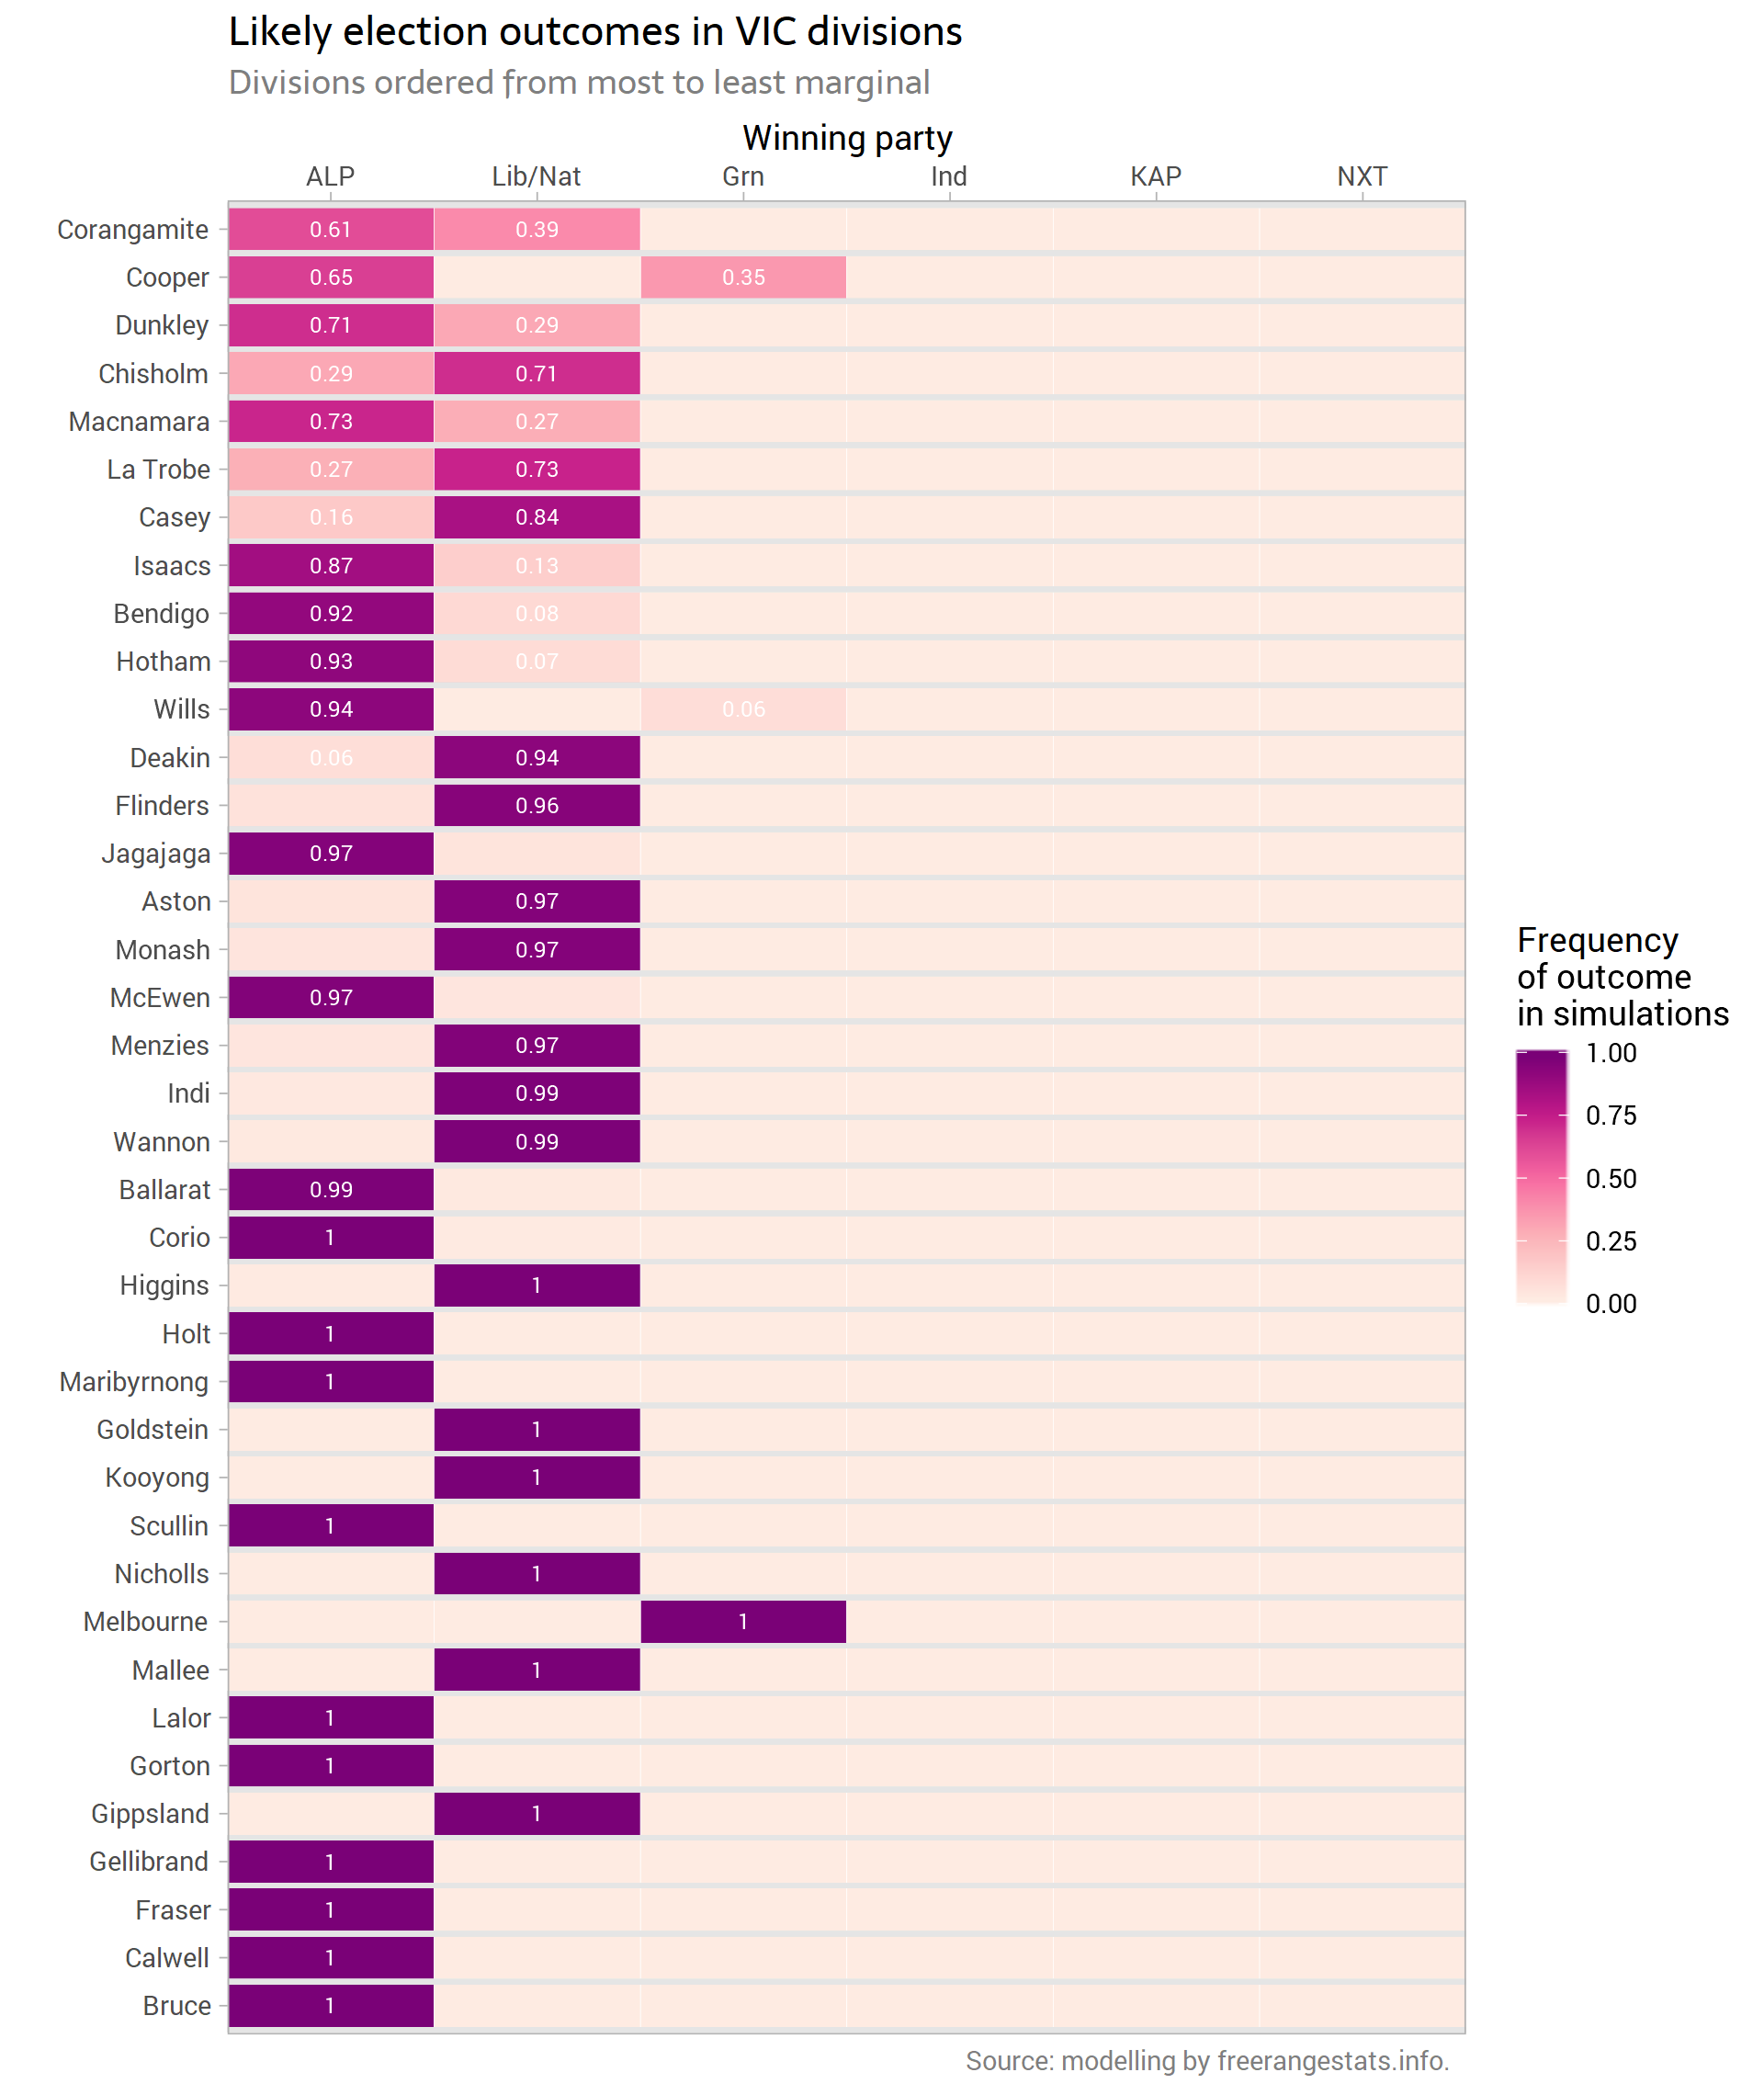 Likely election outcomes in VIC divisions
Divisions ordered from most to least marginal
Winning party
ALP Lib/Nat Grn Ind KAP NXT
Corangamite 0.61 0.39
Cooper 0.65 0.35
Dunkley 0.71 0.29
Chisholm 0.29 0.71
Macnamara 0.73 0.27
La Trobe 0.27 0.73
Casey 0.16 0.84
Isaacs 0.87 0.13
Bendigo 0.92 0.08
Hotham 0.93 0.07
Wills 0.94 0.06
Deakin 0.06 0.94
Flinders 0.96
Jagajaga 0.97
Aston 0.97
Monash 0.97
McEwen 0.97
Menzies 0.97
Indi 0.99
Wannon 0.99
Ballarat 0.99
Corio 1
Higgins 1
Holt 1
Maribyrnong 1
Goldstein 1
Kooyong 1
Scullin 1
Nicholls 1
Melbourne 1
Mallee 1
Lalor 1
Gorton 1
Gippsland 1
Gellibrand 1
Fraser 1
Calwell 1
Bruce 1
Frequency
of outcome
in simulations
1.00
0.75
0.50
0.25
0.00
Source: modelling by freerangestats.info.